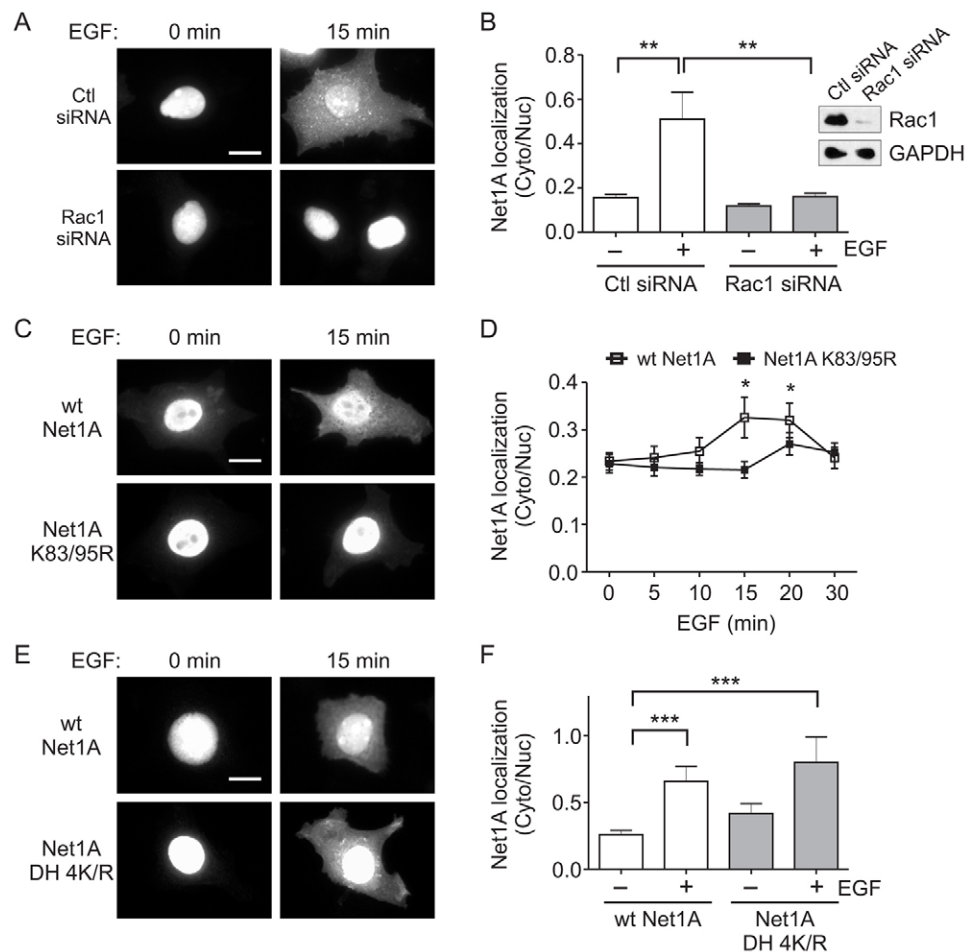 A
EGF: 0 min 15 min
Ctl
siRNA
Rac1
siRNA
B
** **
Net1A localization
(Cyto/Nuc)
0.8
0.6
0.4
0.2
0.0
− + − + EGF
Ctl siRNA Rac1 siRNA
Ctl siRNA
Rac1 siRNA
Rac1
GAPDH
C
EGF: 0 min 15 min
wt
Net1A
Net1A
K83/95R
D
wt Net1A Net1A K83/95R
* *
Net1A localization
(Cyto/Nuc)
0.4
0.3
0.2
0.0
0 5 10 15 20 30
EGF (min)
E
EGF: 0 min 15 min
wt
Net1A
Net1A
DH 4K/R
F
***
***
Net1A localization
(Cyto/Nuc)
1.0
0.5
0.0
− + − + EGF
wt Net1A Net1A
DH 4K/R